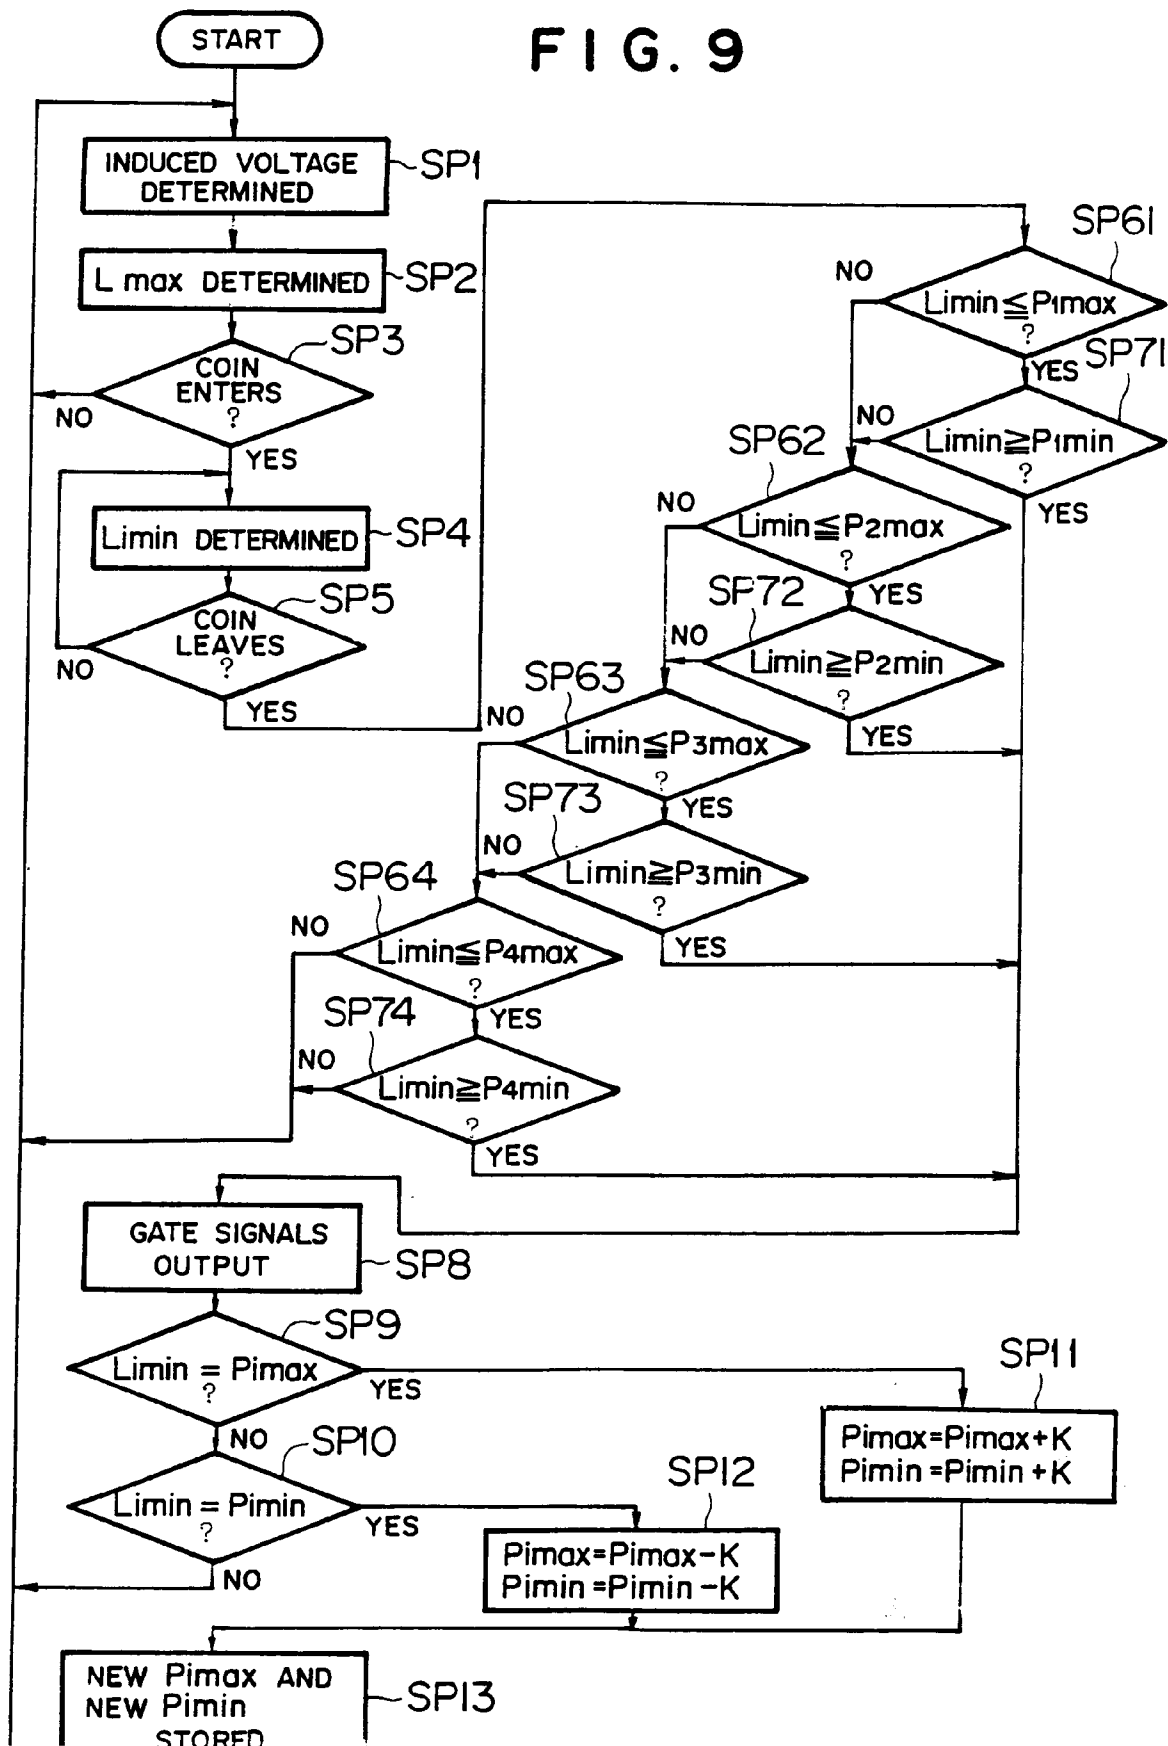 START
FIG. 9
INDUCED VOLTAGE
DETERMINED
SP1
L max DETERMINED
SP2
SP3
COIN
ENTERS
?
NO
YES
Limin DETERMINED
SP4
SP5
COIN
LEAVES
?
NO
YES
SP61
NO
Limin≦P1max
?
YES
SP71
NO
Limin≧P1min
?
YES
SP62
NO
Limin≦P2max
?
YES
SP72
NO
Limin≧P2min
?
YES
SP63
NO
Limin≦P3max
?
YES
SP73
NO
Limin≧P3min
?
YES
SP64
NO
Limin≦P4max
?
YES
SP74
NO
Limin≧P4min
?
YES
GATE SIGNALS
OUTPUT
SP8
SP9
Limin = Pimax
?
YES
NO
SP10
Limin = Pimin
?
YES
NO
SP11
Pimax=Pimax+K
Pimin=Pimin+K
SP12
Pimax=Pimax-K
Pimin=Pimin-K
NEW Pimax AND
NEW Pimin
STORED
SP13